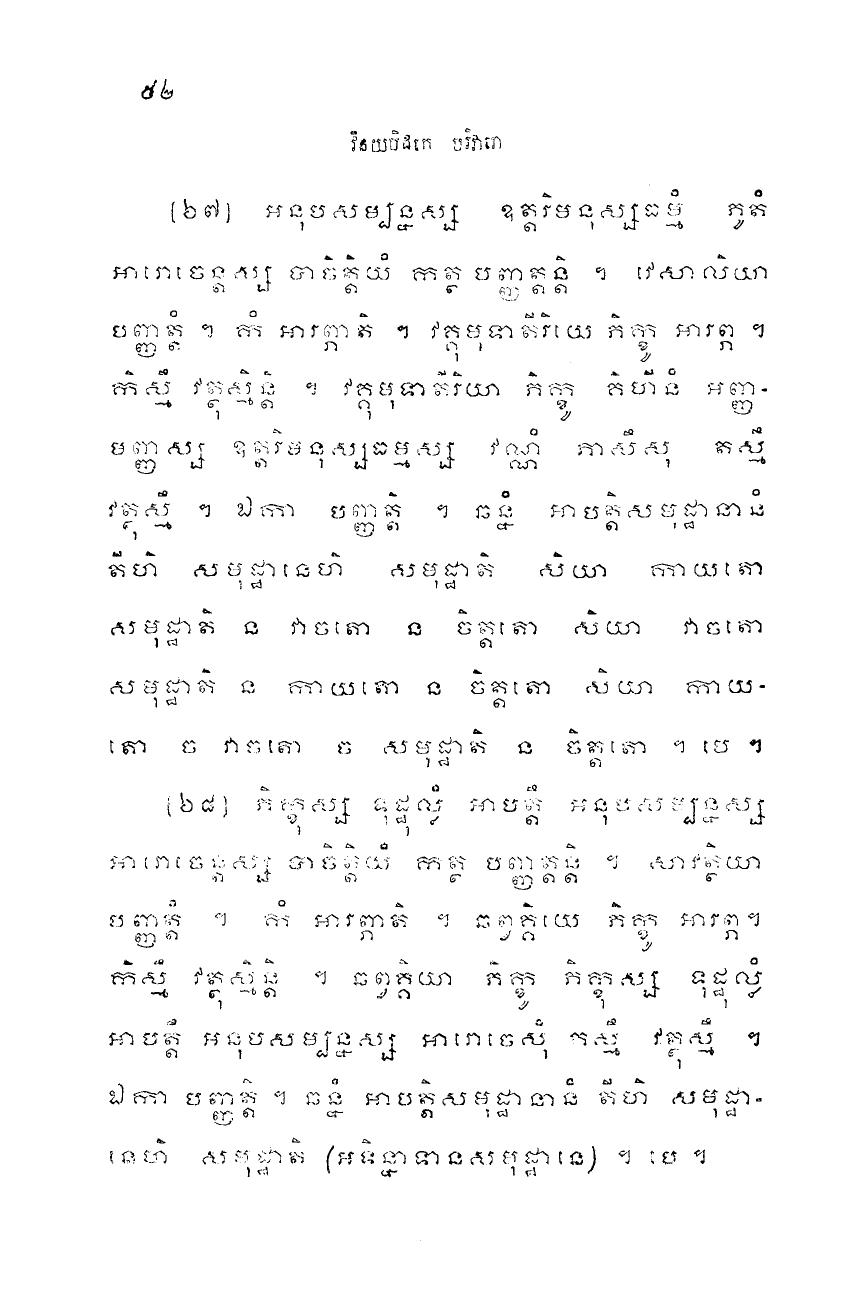 ៥២
វិនយបិដកេ បរិវារោ
(៦៧) អនុបសម្បន្នស្ស ឧត្តរិមនុស្សធម្មំ ភូតំ
អារោចេន្តស្ស បាចិត្តិយំ កត្ថ បញ្ញត្តន្តិ ។ វេសាលិយា
បញ្ញត្តំ ។ កំ អារព្ភាតិ ។ វគ្គុមុទាតីរិយេ ភិក្ខូ អារព្ភ ។
កិស្មឹ វត្ថុស្មិន្តិ ។ វគ្គុមុទាតីរិយា ភិក្ខូ គិហីនំ អញ្ញ-
មញ្ញស្ស ឧត្តរិមនុស្សធម្មស្ស វណ្ណំ ភាសឹសុ តស្មឹ
វត្ថុស្មឹ ។ ឯកា បញ្ញត្តិ ។ ឆន្នំ អាបត្តិសមុដ្ឋានានំ
តីហិ សមុដ្ឋានេហិ សមុដ្ឋាតិ សិយា កាយតោ
សមុដ្ឋាតិ ន វាចតោ ន ចិត្តតោ សិយា វាចតោ
សមុដ្ឋាតិ ន កាយតោ ន ចិត្តតោ សិយា កាយ-
តោ ច វាចតោ ច សមុដ្ឋាតិ ន ចិត្តតោ ។ បេ ។
(៦៨) ភិក្ខុស្ស ទុដ្ឋុល្លំ អាបត្តឹ អនុបសម្បន្នស្ស
អារោចេន្តស្ស បាចិត្តិយំ កត្ថ បញ្ញត្តន្តិ ។ សាវត្ថិយា
បញ្ញត្តំ ។ កំ អារព្ភាតិ ។ ឆព្វគ្គិយេ ភិក្ខូ អារព្ភ ។
កិស្មឹ វត្ថុស្មិន្តិ ។ ឆព្វគ្គិយា ភិក្ខូ ភិក្ខុស្ស ទុដ្ឋុល្លំ
អាបត្តឹ អនុបសម្បន្នស្ស អារោចេសុំ តស្មឹ វត្ថុស្មឹ ។
ឯកា បញ្ញត្តិ ។ ឆន្នំ អាបត្តិសមុដ្ឋានានំ តីហិ សមុដ្ឋា-
នេហិ សមុដ្ឋាតិ (អទិន្នាទានសមុដ្ឋានេ) ។ បេ ។